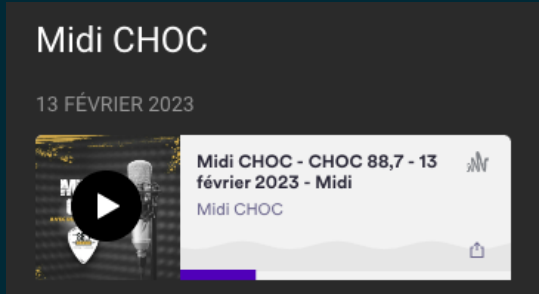 Midi CHOC
13 FÉVRIER 2023
Midi CHOC - CHOC 88,7 - 13
février 2023 - Midi
Midi CHOC